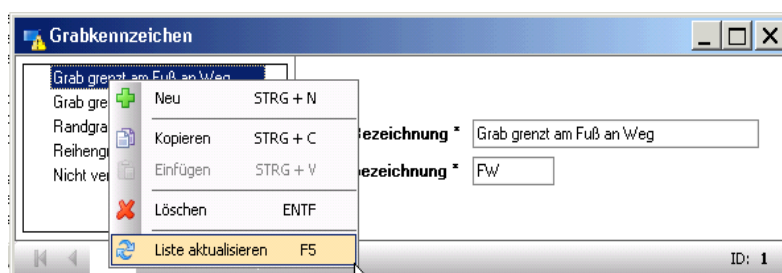 Grabkennzeichen
Grab grenzt am Fuß an Weg
Grab gre
Neu STRG + N
Randgra
Kopieren STRG + C
ezeichnung * Grab grenzt am Fuß an Weg
Reiheng
Einfügen STRG + V
ezeichnung * FW
Nicht ver
Löschen ENTF
Liste aktualisieren F5
ID: 1